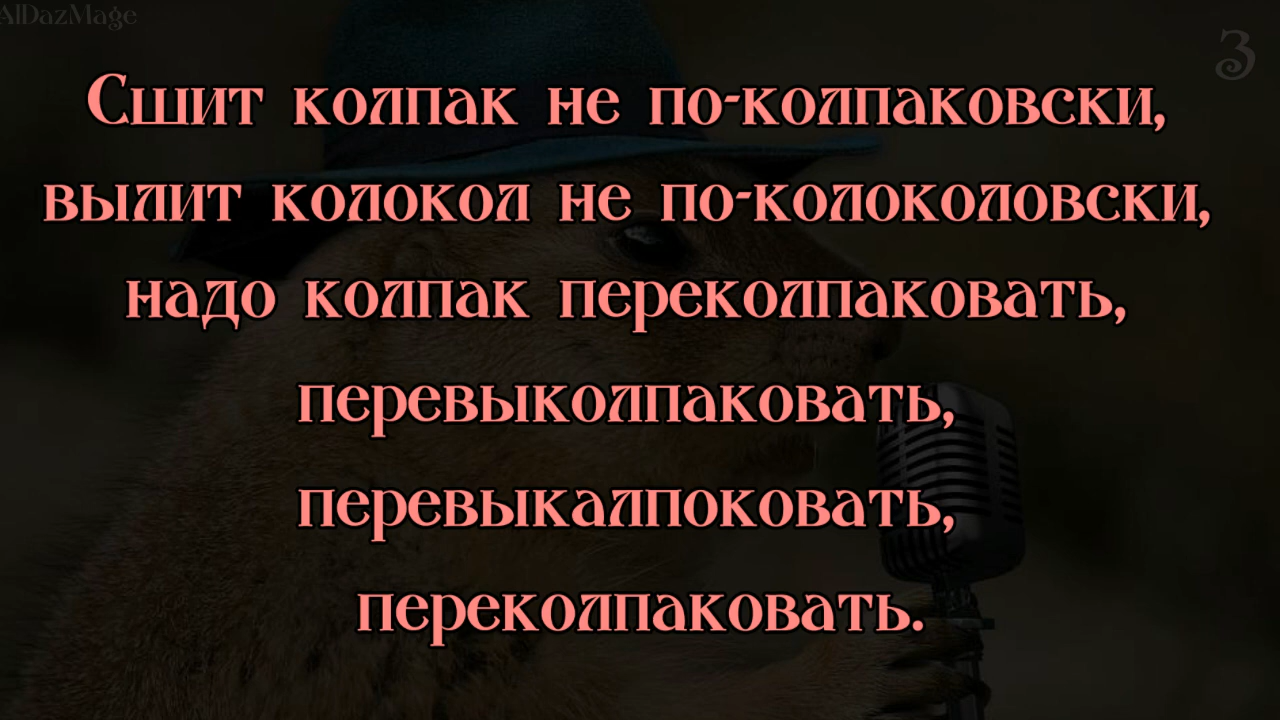 AlDazMage
3
Сшит колпак не по-колпаковски,
вылит колокол не по-колоколовски,
надо колпак переколпаковать,
перевыколпаковать,
перевыкалпоковать,
переколпаковать.